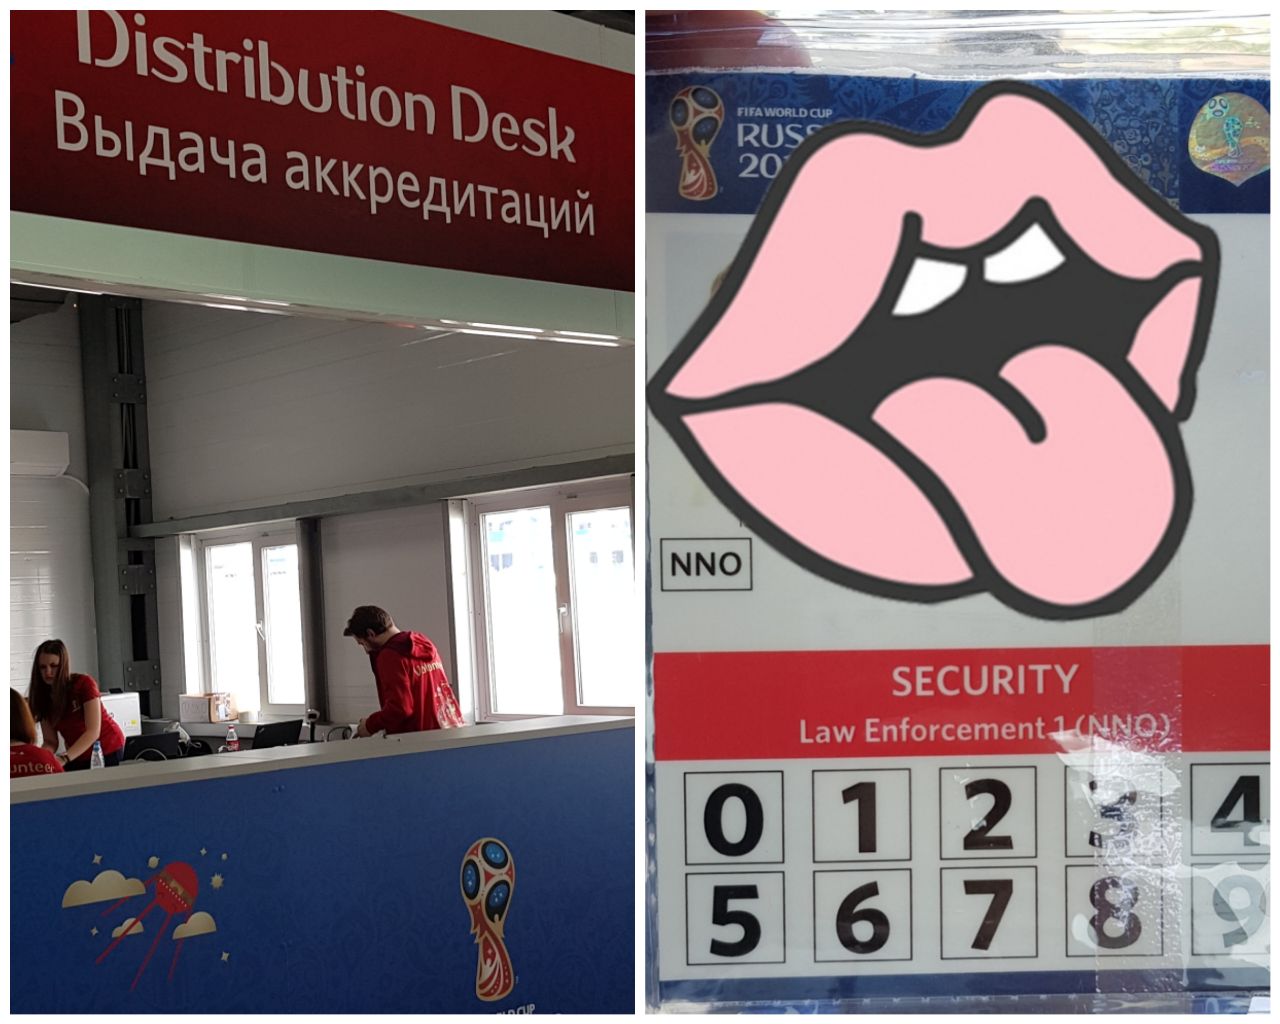 Distribution Desk
Выдача аккредитаций
FIFA WORLD CUP
NNO
SECURITY
Law Enforcement 1 (NNO)
0 1 2 3 4
5 6 7 8 9